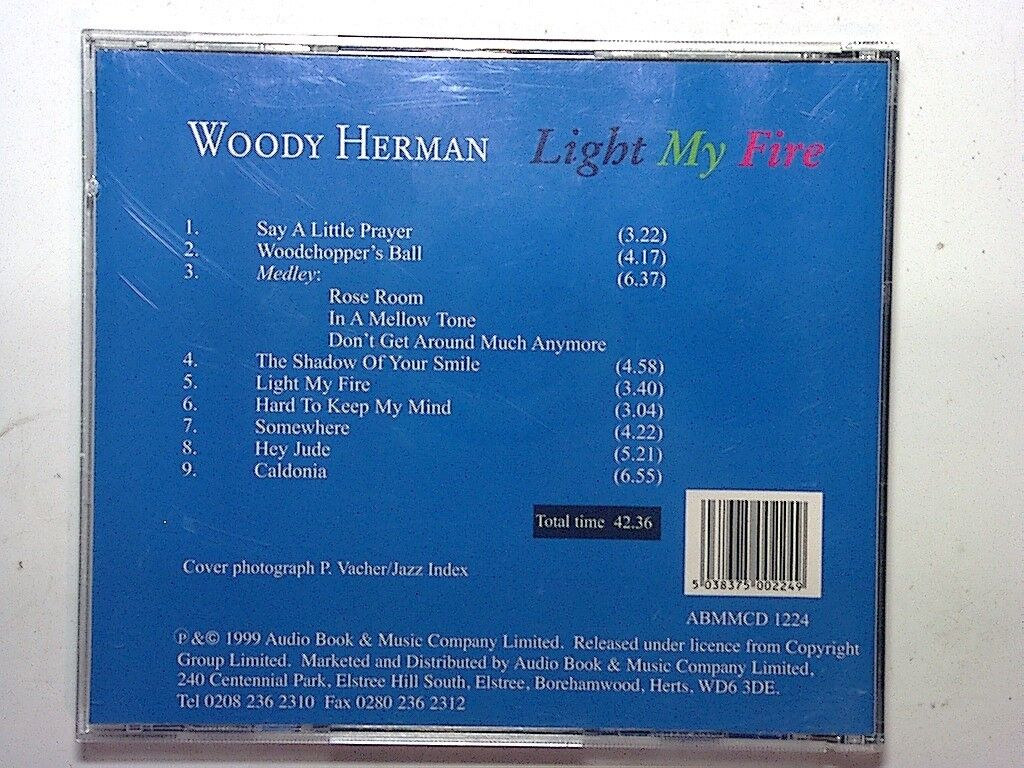 WOODY HERMAN Light My Fire
1. Say A Little Prayer (3.22)
2. Woodchopper's Ball (4.17)
3. Medley: (6.37)
Rose Room
In A Mellow Tone
Don't Get Around Much Anymore
4. The Shadow Of Your Smile (4.58)
5. Light My Fire (3.40)
6. Hard To Keep My Mind (3.04)
7. Somewhere (4.22)
8. Hey Jude (5.21)
9. Caldonia (6.55)
Total time 42.36
Cover photograph P. Vacher/Jazz Index
5 038375 002249
ABMMCD 1224
℗ &© 1999 Audio Book & Music Company Limited. Released under licence from Copyright
Group Limited. Marketed and Distributed by Audio Book & Music Company Limited,
240 Centennial Park, Elstree Hill South, Elstree, Borehamwood, Herts, WD6 3DE.
Tel 0208 236 2310 Fax 0280 236 2312